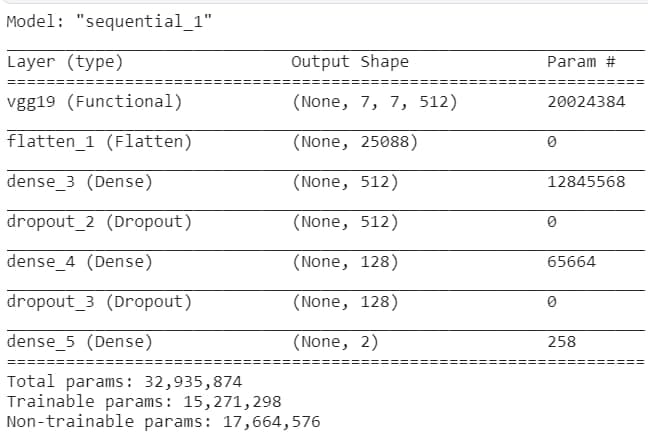 Model: "sequential_1"
Layer (type) Output Shape Param #
vgg19 (Functional) (None, 7, 7, 512) 20024384
flatten_1 (Flatten) (None, 25088) 0
dense_3 (Dense) (None, 512) 12845568
dropout_2 (Dropout) (None, 512) 0
dense_4 (Dense) (None, 128) 65664
dropout_3 (Dropout) (None, 128) 0
dense_5 (Dense) (None, 2) 258
Total params: 32,935,874
Trainable params: 15,271,298
Non-trainable params: 17,664,576